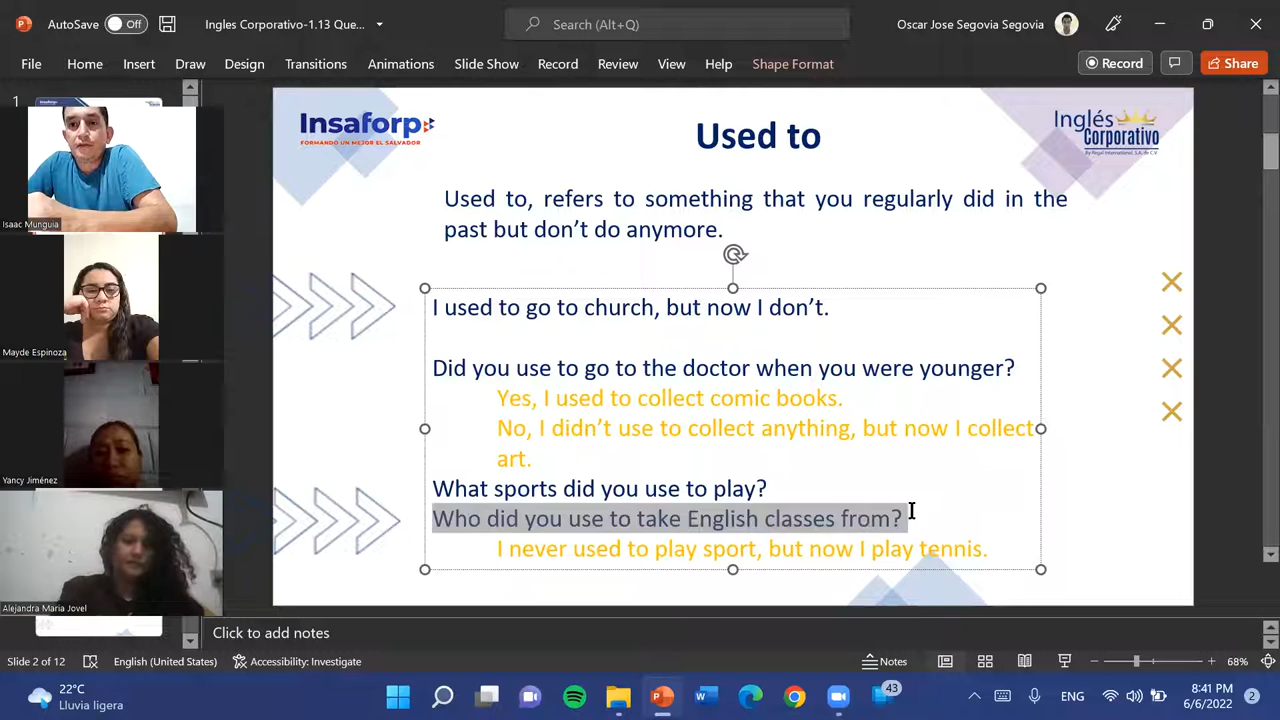 AutoSave Off Ingles Corporativo-1.13 Que... Search (Alt+Q) Oscar Jose Segovia Segovia
File Home Insert Draw Design Transitions Animations Slide Show Record Review View Help Shape Format Record Share
1
Isaac Munguia
Mayde Espinoza
Yancy Jiménez
Alejandra Maria Jovel
Insaforp
FORMANDO UN MEJOR EL SALVADOR
Used to
Inglés
Corporativo
By Regal International, S.A. de C.V.
Used to, refers to something that you regularly did in the
past but don't do anymore.
I used to go to church, but now I don't.
Did you use to go to the doctor when you were younger?
Yes, I used to collect comic books.
No, I didn't use to collect anything, but now I collect
art.
What sports did you use to play?
Who did you use to take English classes from?
I never used to play sport, but now I play tennis.
Click to add notes
Slide 2 of 12 English (United States) Accessibility: Investigate Notes 68%
22°C
Lluvia ligera
43
ENG
8:41 PM
6/6/2022
2